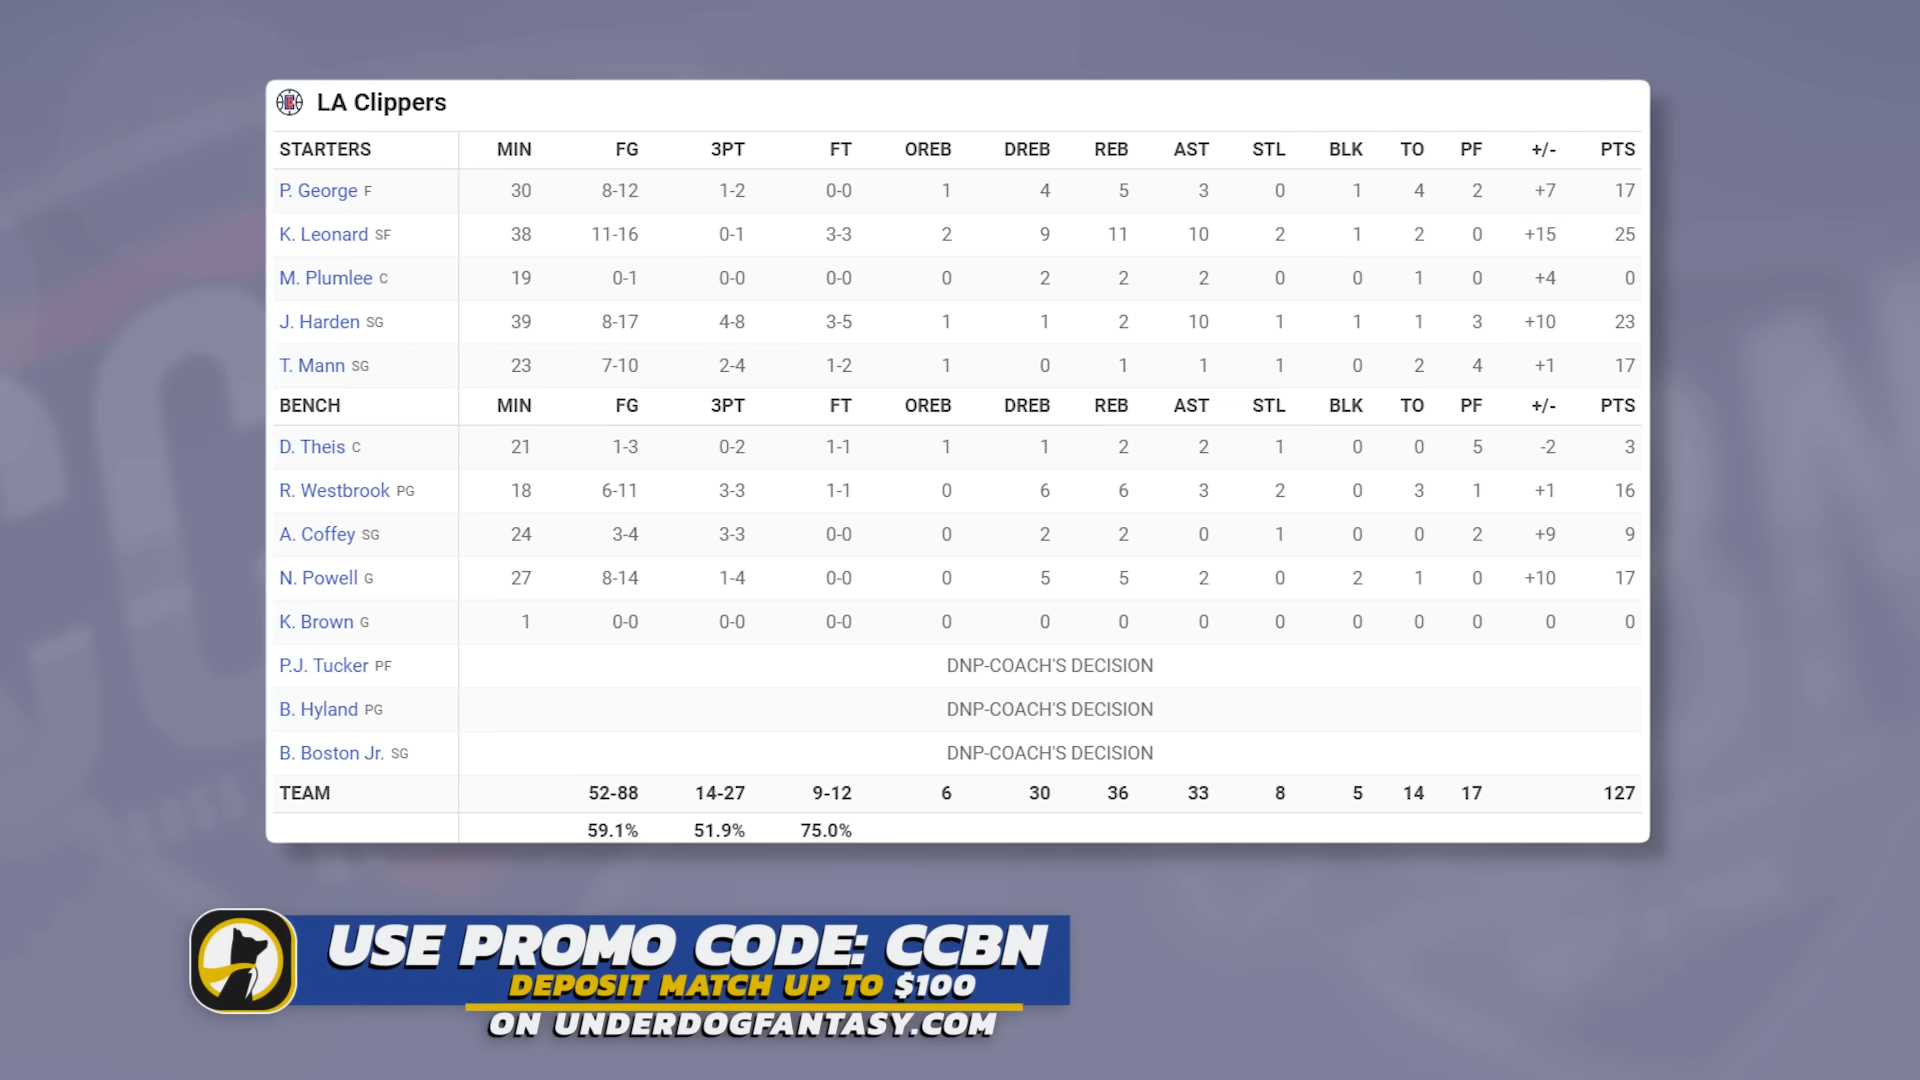 LA Clippers
STARTERS MIN FG 3PT FT OREB DREB REB AST STL BLK TO PF +/- PTS
P. George F 30 8-12 1-2 0-0 1 4 5 3 0 1 4 2 +7 17
K. Leonard SF 38 11-16 0-1 3-3 2 9 11 10 2 1 2 0 +15 25
M. Plumlee C 19 0-1 0-0 0-0 0 2 2 2 0 0 1 0 +4 0
J. Harden SG 39 8-17 4-8 3-5 1 1 2 10 1 1 1 3 +10 23
T. Mann SG 23 7-10 2-4 1-2 1 0 1 1 1 0 2 4 +1 17
BENCH MIN FG 3PT FT OREB DREB REB AST STL BLK TO PF +/- PTS
D. Theis C 21 1-3 0-2 1-1 1 1 2 2 1 0 0 5 -2 3
R. Westbrook PG 18 6-11 3-3 1-1 0 6 6 3 2 0 3 1 +1 16
A. Coffey SG 24 3-4 3-3 0-0 0 2 2 0 1 0 0 2 +9 9
N. Powell G 27 8-14 1-4 0-0 0 5 5 2 0 2 1 0 +10 17
K. Brown G 1 0-0 0-0 0-0 0 0 0 0 0 0 0 0 0 0
P.J. Tucker PF DNP-COACH'S DECISION
B. Hyland PG DNP-COACH'S DECISION
B. Boston Jr. SG DNP-COACH'S DECISION
TEAM 52-88 14-27 9-12 6 30 36 33 8 5 14 17 127
59.1% 51.9% 75.0%
USE PROMO CODE: CCBN
DEPOSIT MATCH UP TO $100
ON UNDERDOGFANTASY.COM